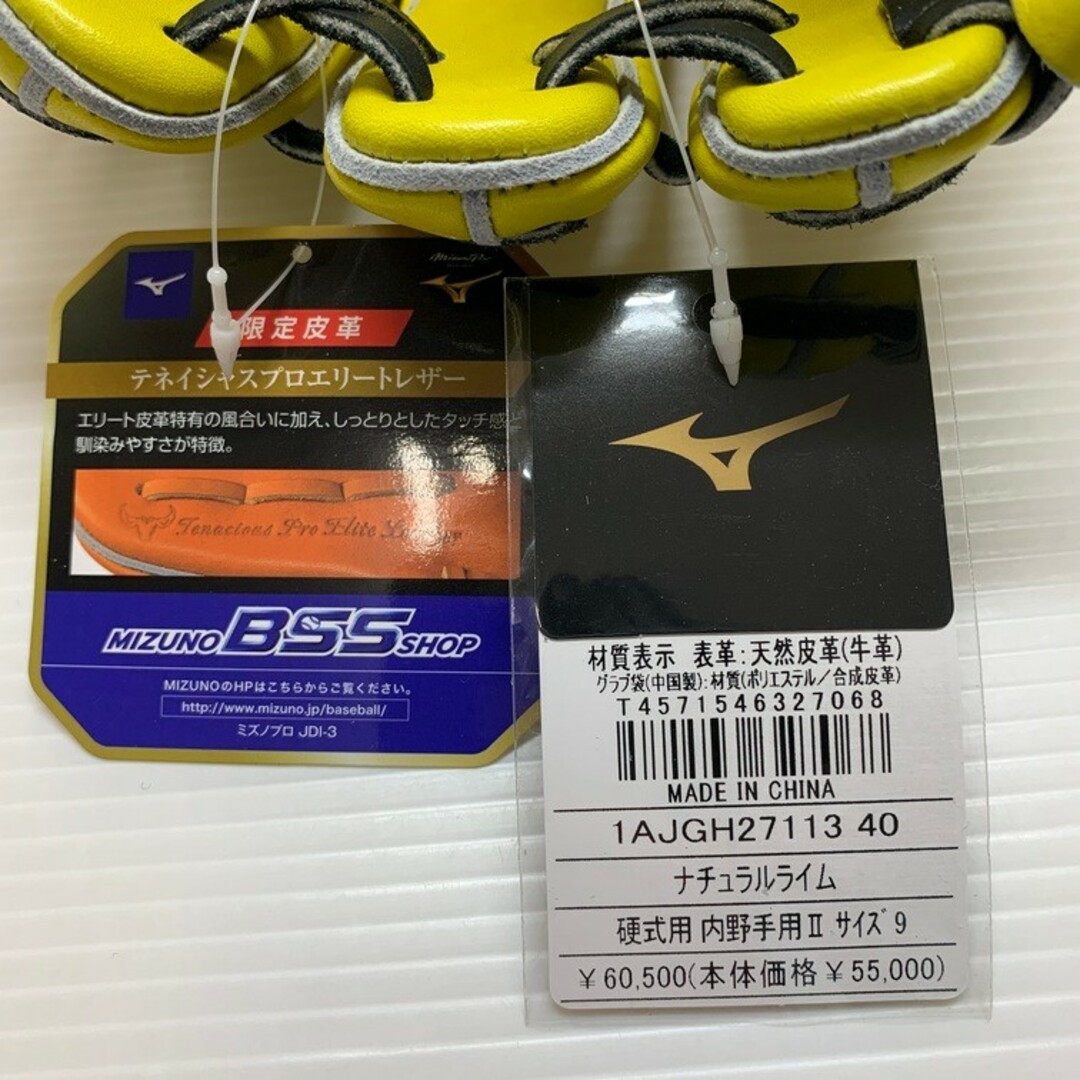 Mizuno Pro
限定皮革
テネイシャスプロエリートレザー
エリート皮革特有の風合いに加え、しっとりとしたタッチ感と
馴染みやすさが特徴。
Tenacious Pro Elite Leather
MIZUNO BSS SHOP
MIZUNOのHPはこちらからご覧ください。
http://www.mizuno.jp/baseball/
ミズノプロ JDI-3
材質表示 表革:天然皮革(牛革)
グラブ袋(中国製):材質(ポリエステル/合成皮革)
T4571546327068
MADE IN CHINA
1AJGH27113 40
ナチュラルライム
硬式用 内野手用Ⅱ サイズ 9
￥60,500(本体価格￥55,000)